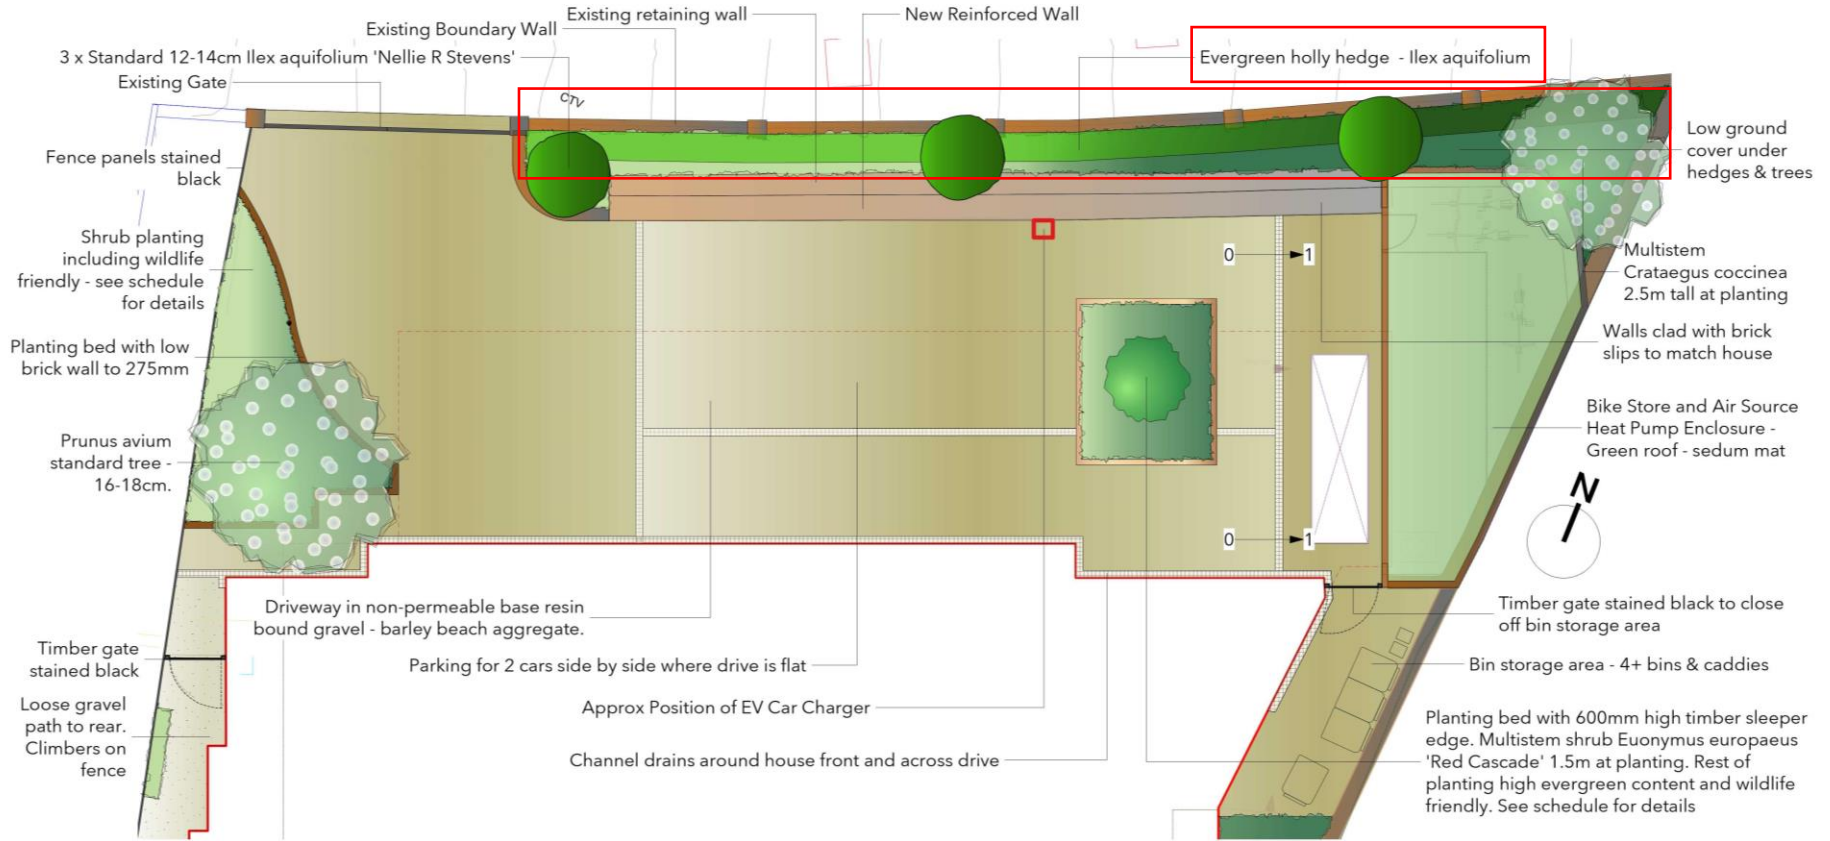 Existing retaining wall
New Reinforced Wall
Existing Boundary Wall
3 x Standard 12-14cm Ilex aquifolium 'Nellie R Stevens'
Existing Gate
Evergreen holly hedge - Ilex aquifolium
CTV
Fence panels stained
black
Low ground
cover under
hedges & trees
Shrub planting
including wildlife
friendly - see schedule
for details
Multistem
Crataegus coccinea
2.5m tall at planting
0
1
Planting bed with low
brick wall to 275mm
Walls clad with brick
slips to match house
Prunus avium
standard tree -
16-18cm.
Bike Store and Air Source
Heat Pump Enclosure -
Green roof - sedum mat
N
0
1
Driveway in non-permeable base resin
bound gravel - barley beach aggregate.
Timber gate stained black to close
off bin storage area
Timber gate
stained black
Parking for 2 cars side by side where drive is flat
Bin storage area - 4+ bins & caddies
Loose gravel
path to rear.
Climbers on
fence
Approx Position of EV Car Charger
Channel drains around house front and across drive
Planting bed with 600mm high timber sleeper
edge. Multistem shrub Euonymus europaeus
'Red Cascade' 1.5m at planting. Rest of
planting high evergreen content and wildlife
friendly. See schedule for details